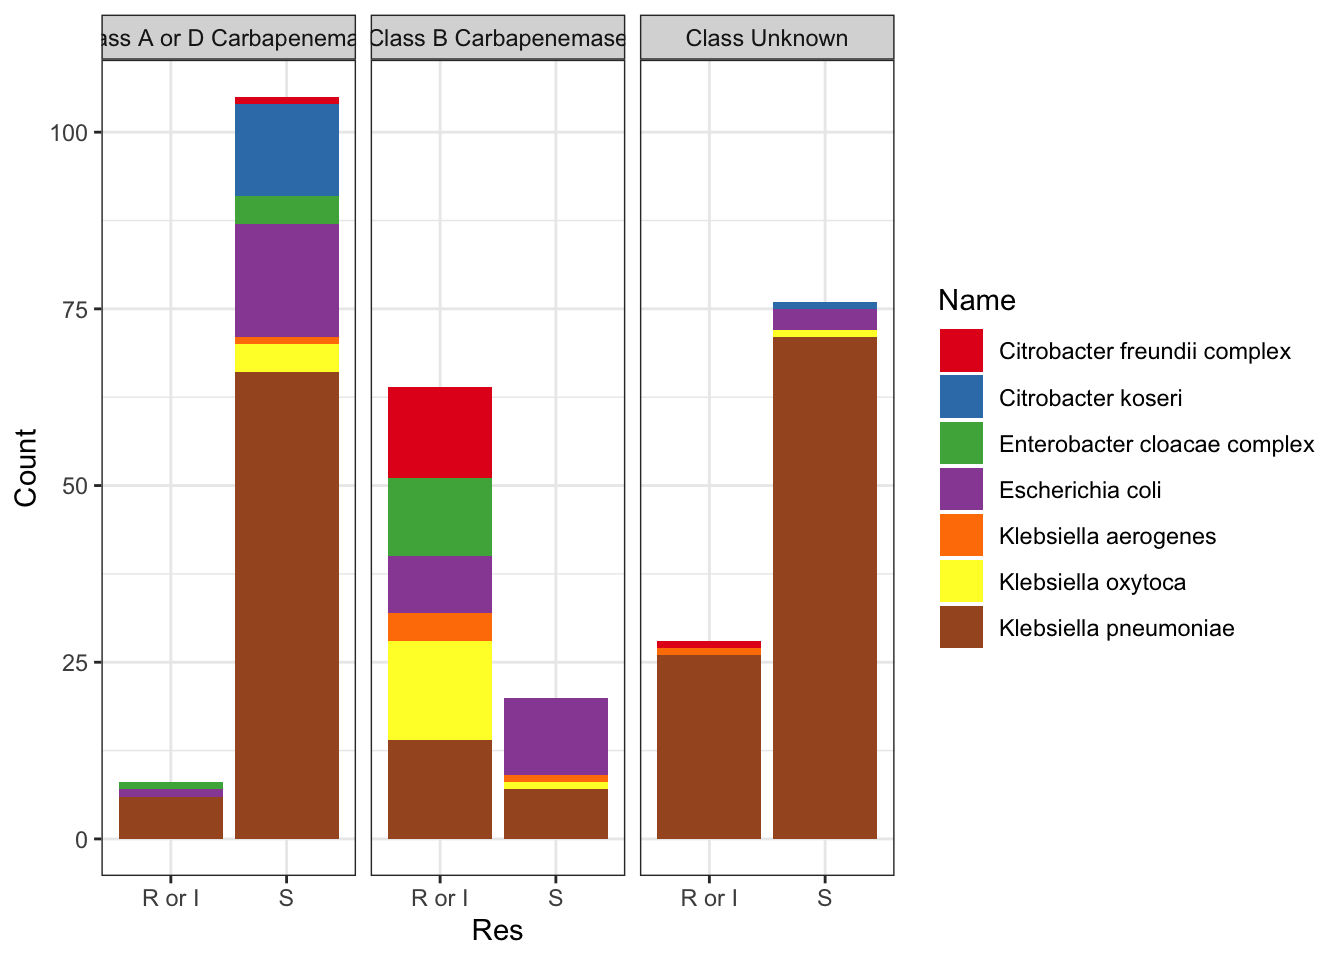 ass A or D Carbapenema
Class B Carbapenemase
Class Unknown
100
75
50
25
0
Count
R or I
S
R or I
S
R or I
S
Res
Name
Citrobacter freundii complex
Citrobacter koseri
Enterobacter cloacae complex
Escherichia coli
Klebsiella aerogenes
Klebsiella oxytoca
Klebsiella pneumoniae